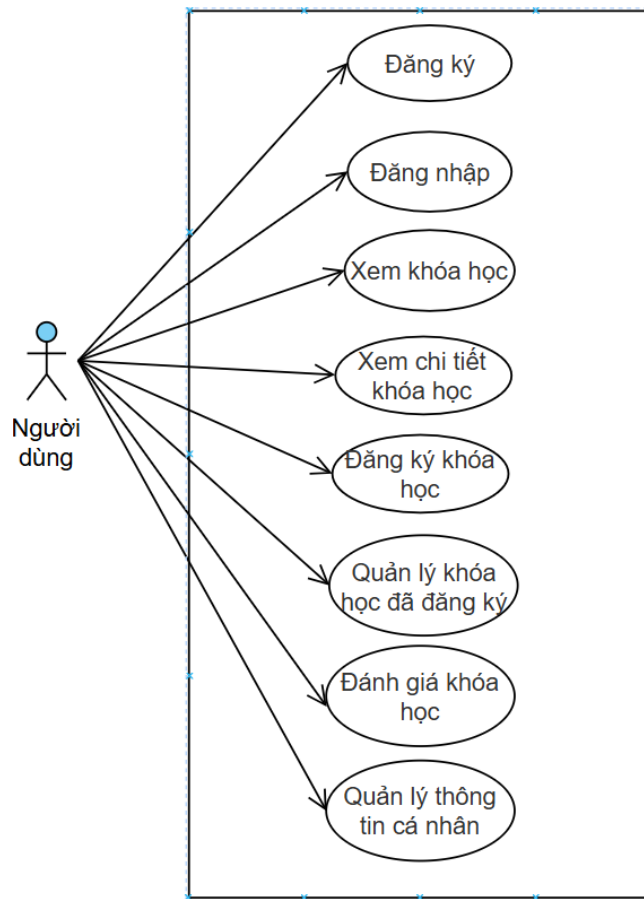 Đăng ký
Đăng nhập
Xem khóa học
Xem chi tiết
khóa học
Người
dùng
Đăng ký khóa
học
Quản lý khóa
học đã đăng ký
Đánh giá khóa
học
Quản lý thông
tin cá nhân